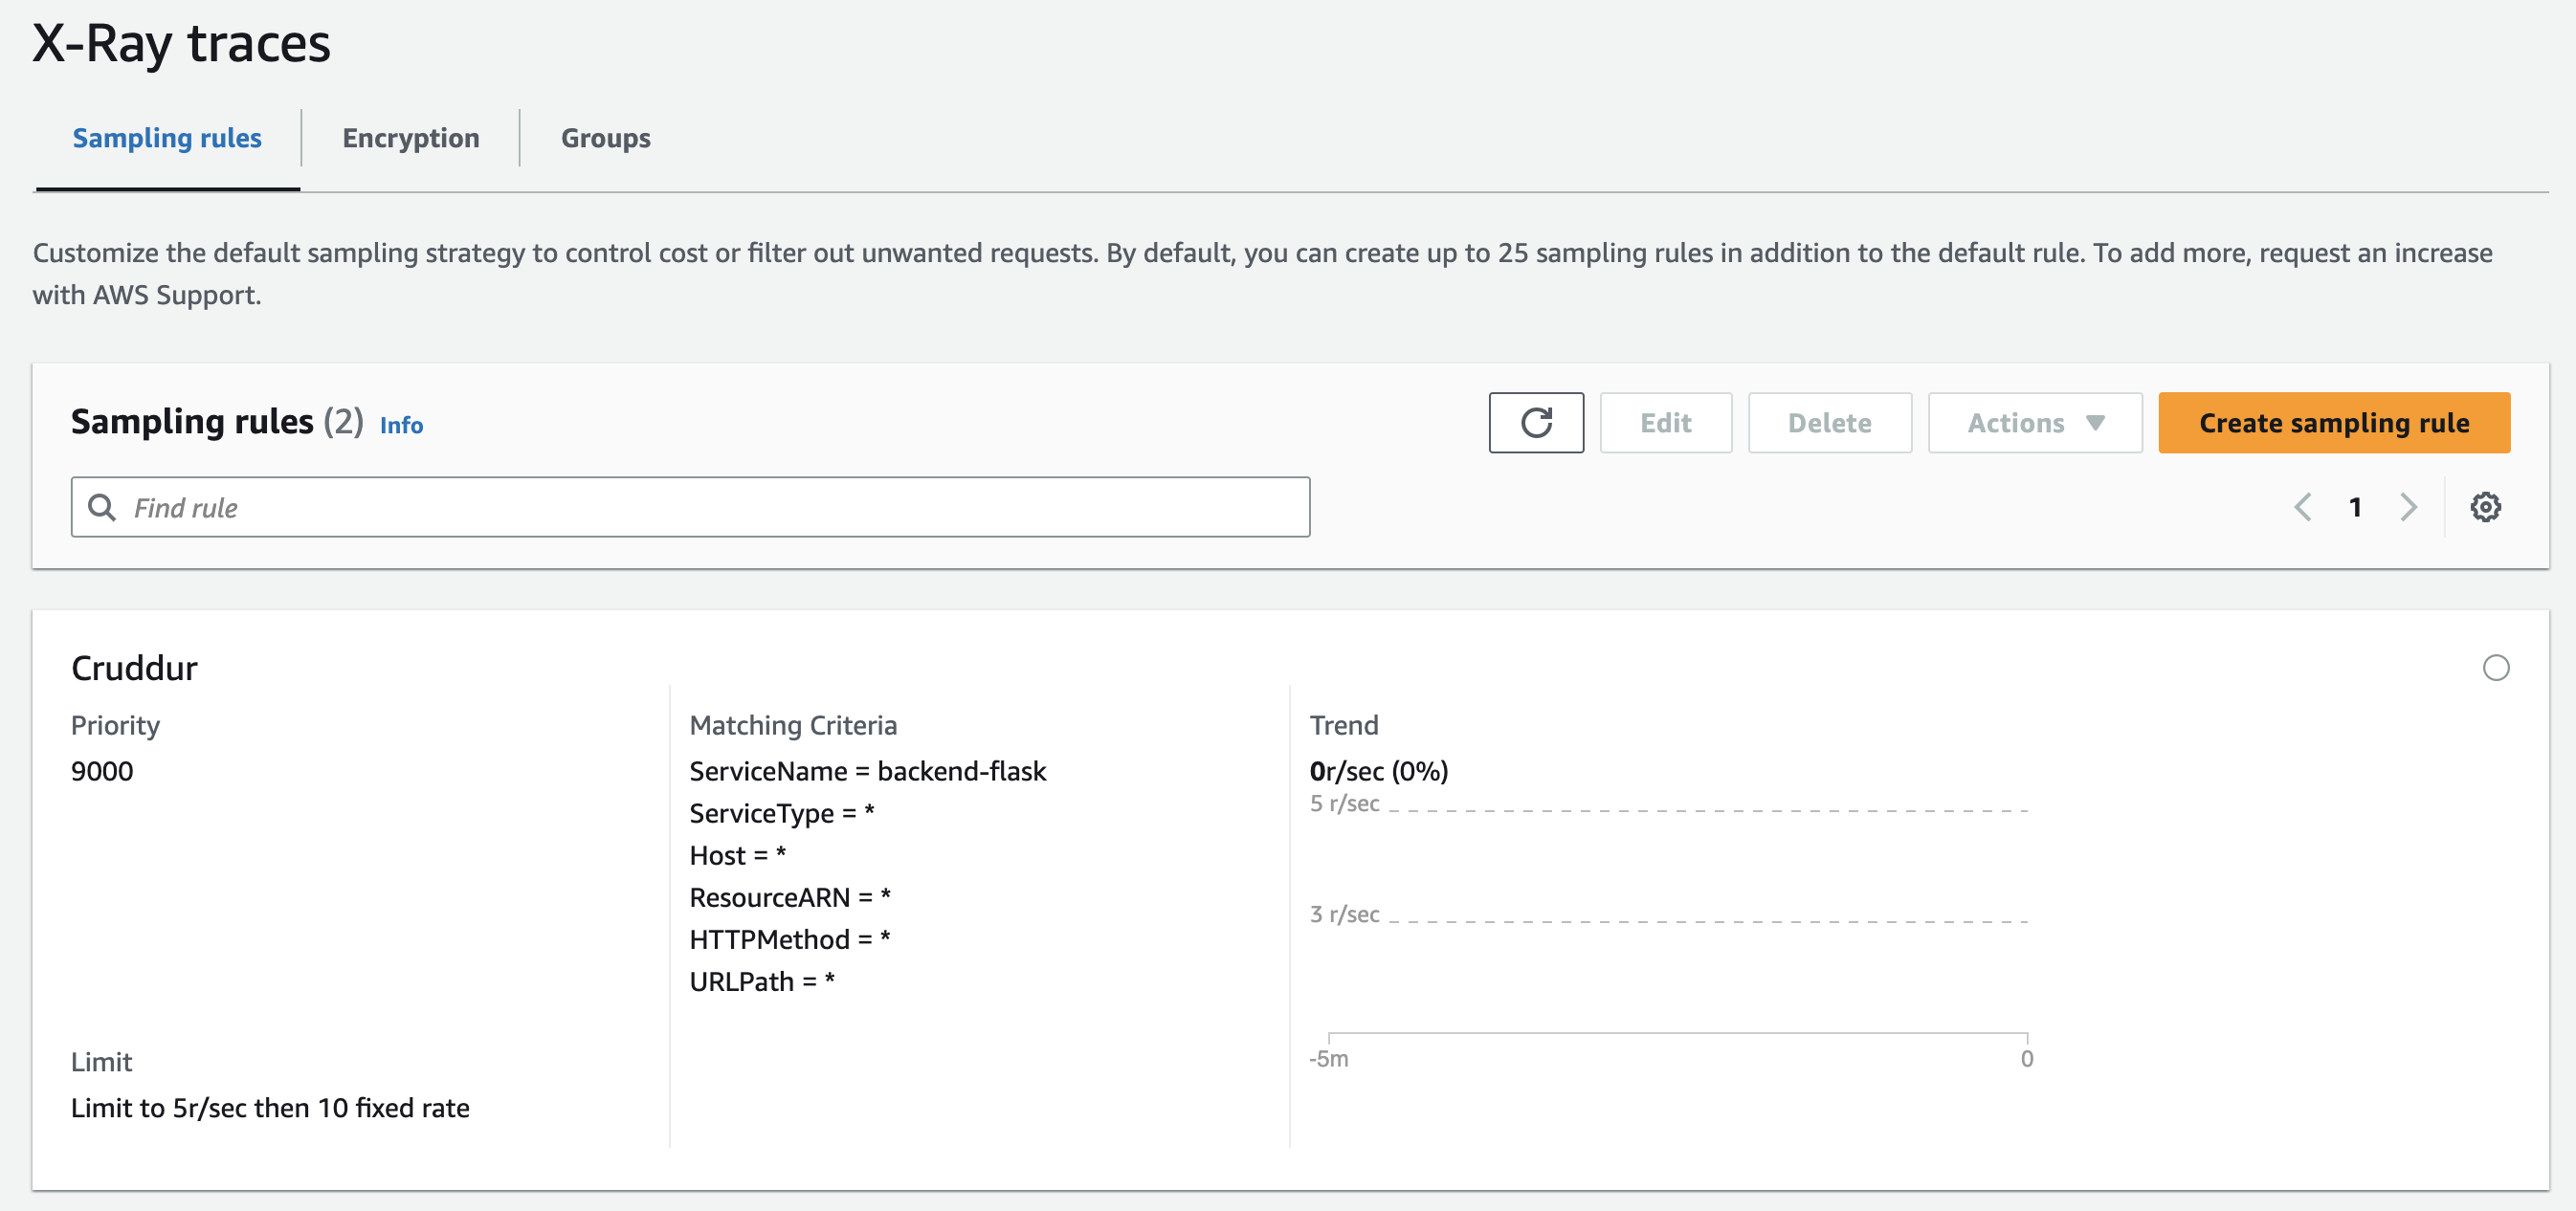 X-Ray traces
Sampling rules
Encryption
Groups
Customize the default sampling strategy to control cost or filter out unwanted requests. By default, you can create up to 25 sampling rules in addition to the default rule. To add more, request an increase
with AWS Support.
Sampling rules (2) Info
Edit
Delete
Actions
Create sampling rule
Find rule
1
Cruddur
Priority
9000
Limit
Limit to 5r/sec then 10 fixed rate
Matching Criteria
ServiceName = backend-flask
ServiceType = *
Host = *
ResourceARN = *
HTTPMethod = *
URLPath = *
Trend
0r/sec (0%)
5 r/sec
3 r/sec
-5m
0